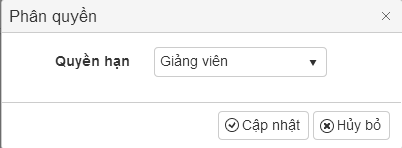 Phân quyền
Quyền hạn Giảng viên
Cập nhật Hủy bỏ